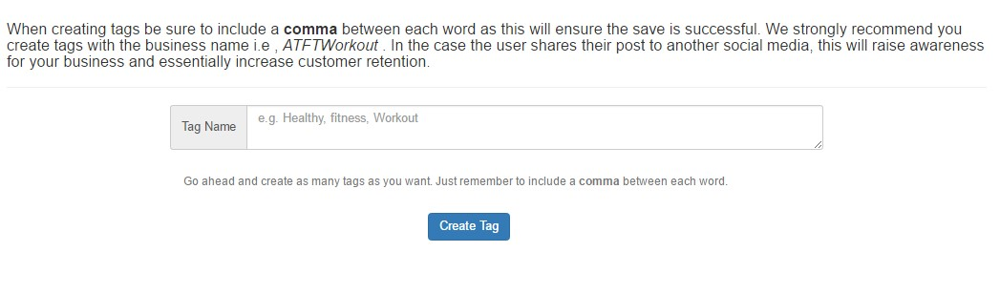 When creating tags be sure to include a comma between each word as this will ensure the save is successful. We strongly recommend you
create tags with the business name i.e , ATFTWorkout . In the case the user shares their post to another social media, this will raise awareness
for your business and essentially increase customer retention.
Tag Name
e.g. Healthy, fitness, Workout
Go ahead and create as many tags as you want. Just remember to include a comma between each word.
Create Tag